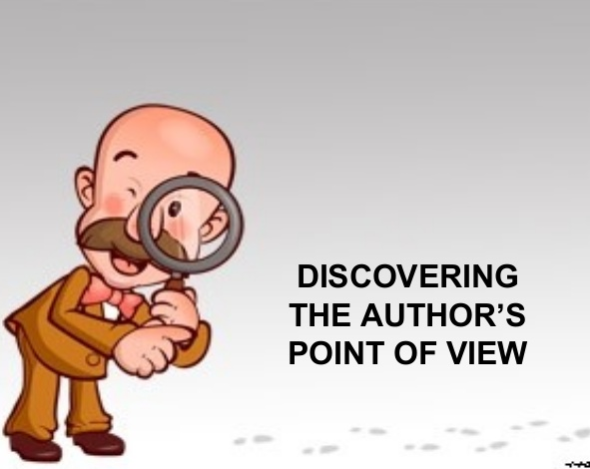 DISCOVERING
THE AUTHOR’S
POINT OF VIEW